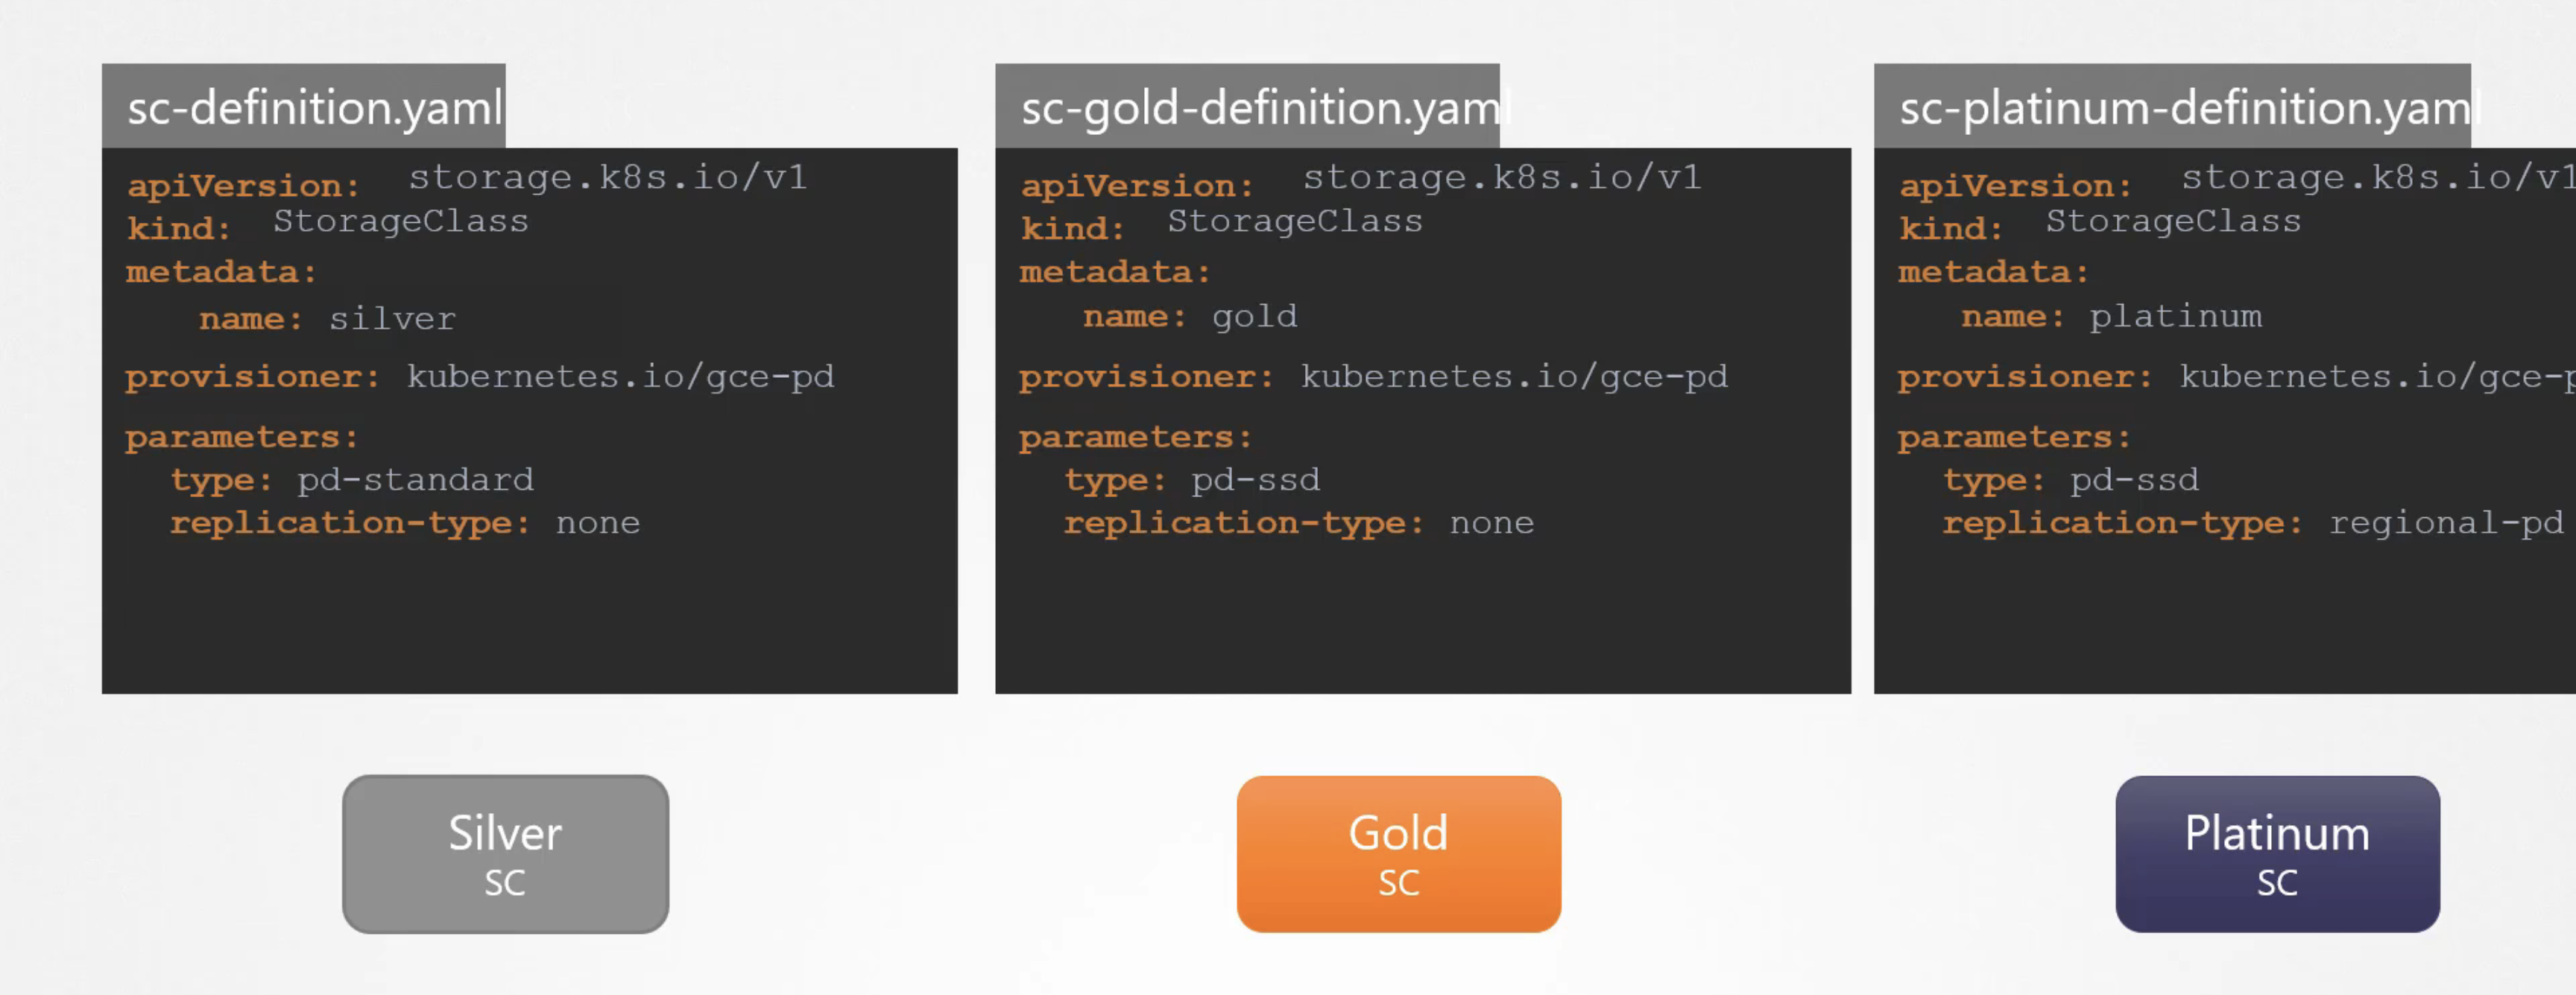 sc-definition.yaml
apiVersion: storage.k8s.io/v1
kind: StorageClass
metadata:
name: silver
provisioner: kubernetes.io/gce-pd
parameters:
type: pd-standard
replication-type: none
Silver
SC
sc-gold-definition.yaml
apiVersion: storage.k8s.io/v1
kind: StorageClass
metadata:
name: gold
provisioner: kubernetes.io/gce-pd
parameters:
type: pd-ssd
replication-type: none
Gold
SC
sc-platinum-definition.yaml
apiVersion: storage.k8s.io/v1
kind: StorageClass
metadata:
name: platinum
provisioner: kubernetes.io/gce-p
parameters:
type: pd-ssd
replication-type: regional-pd
Platinum
SC